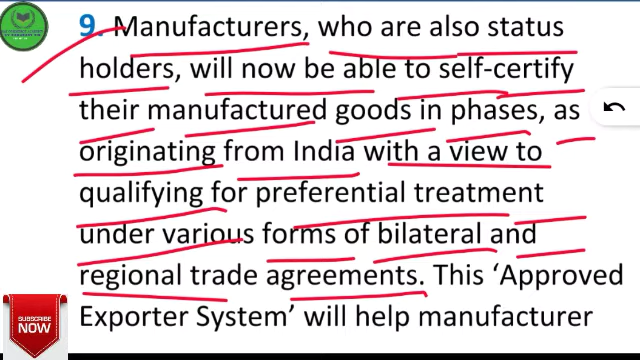 9. Manufacturers, who are also status
holders, will now be able to self-certify
their manufactured goods in phases, as
originating from India with a view to
qualifying for preferential treatment
under various forms of bilateral and
regional trade agreements. This ‘Approved
Exporter System’ will help manufacturer
SUBSCRIBE
NOW